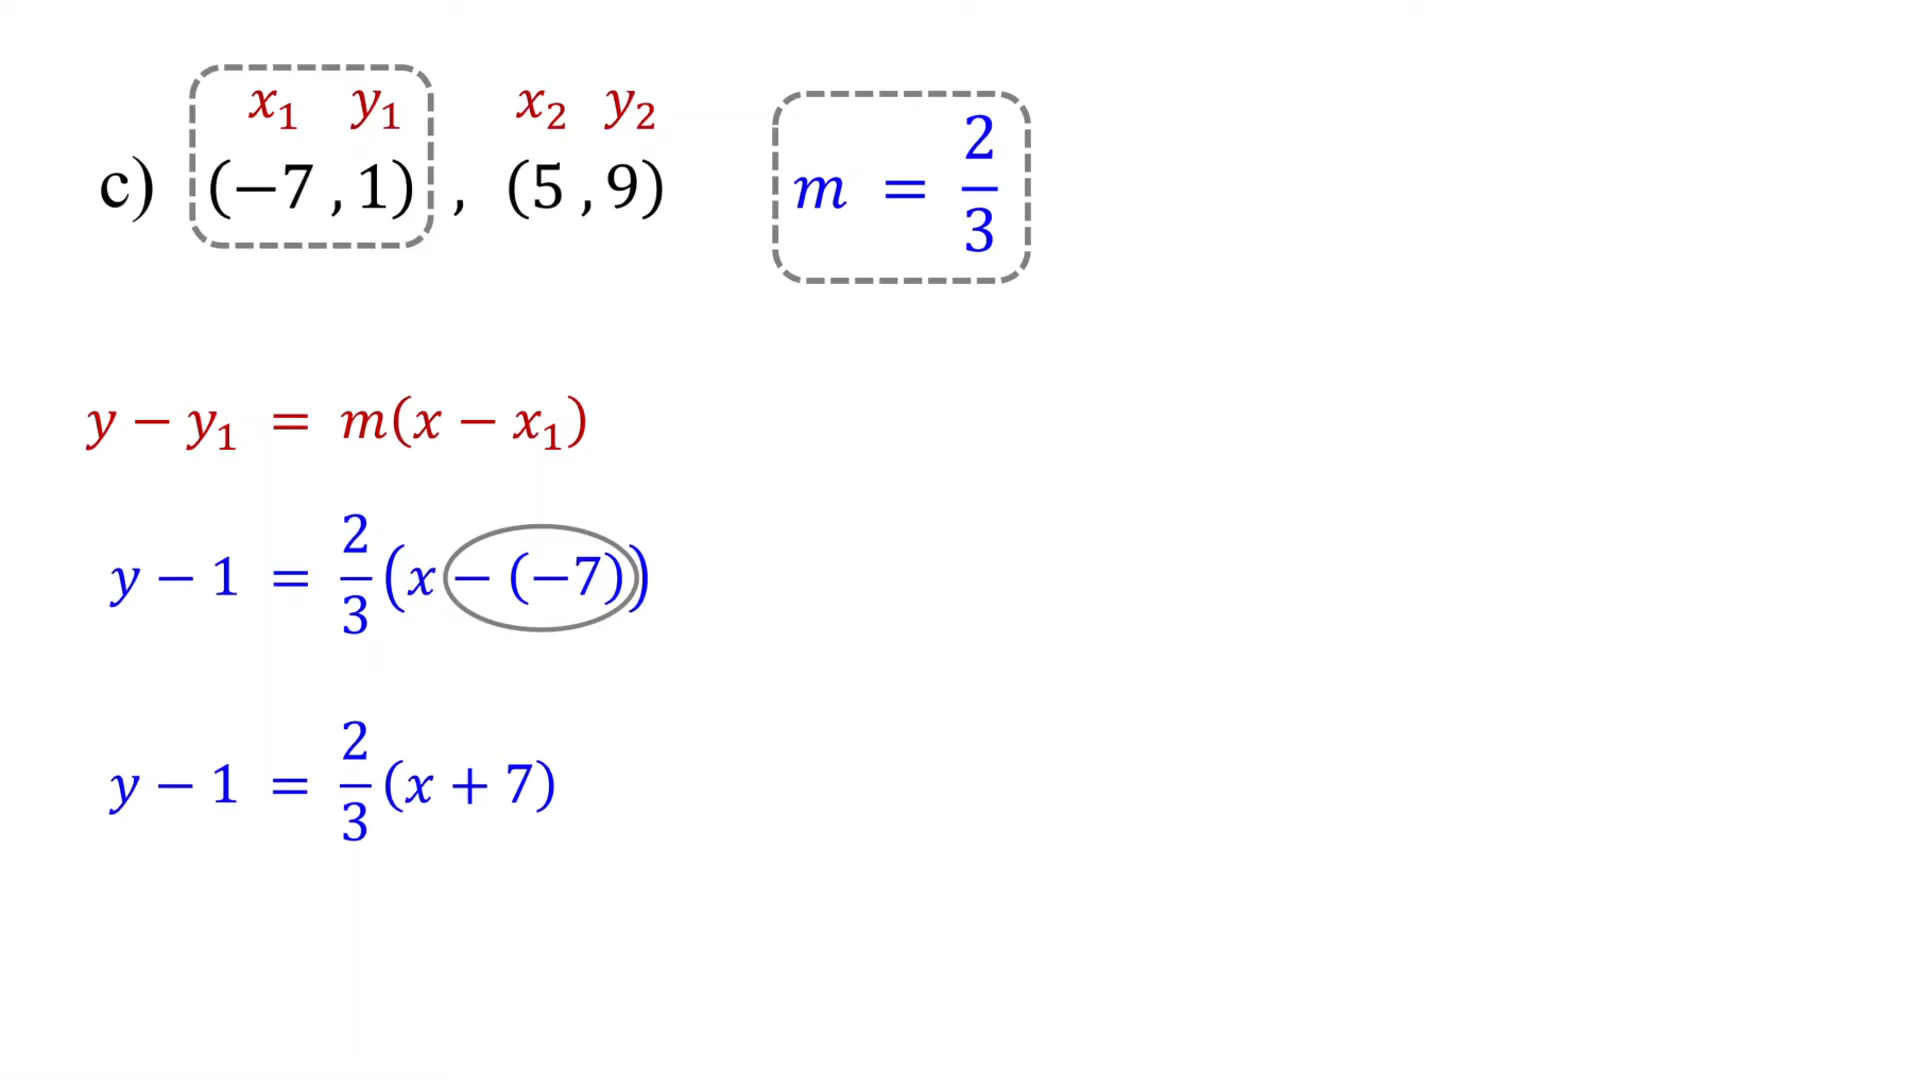 x₁ y₁ x₂ y₂
c) (−7 , 1) , (5 , 9) m = 2/3
y − y₁ = m(x − x₁)
y − 1 = 2/3 (x − (−7))
y − 1 = 2/3 (x + 7)